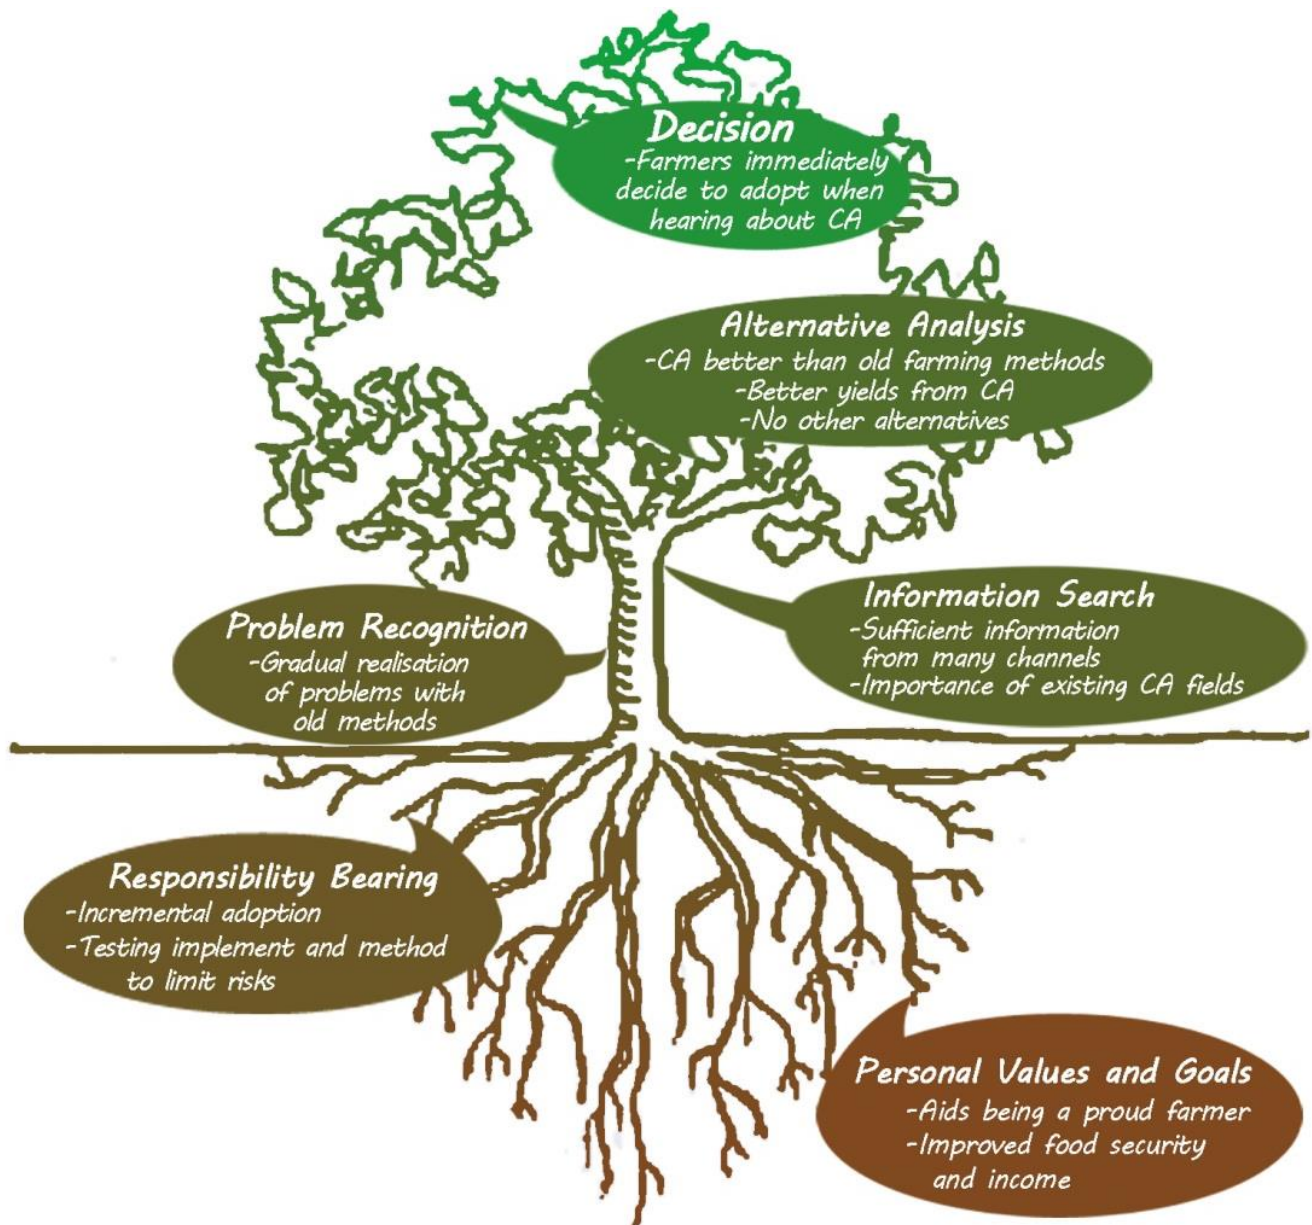 Decision
-Farmers immediately
decide to adopt when
hearing about CA
Alternative Analysis
-CA better than old farming methods
-Better yields from CA
-No other alternatives
Problem Recognition
-Gradual realisation
of problems with
old methods
Information Search
-Sufficient information
from many channels
-Importance of existing CA fields
Responsibility Bearing
-Incremental adoption
-Testing implement and method
to limit risks
Personal Values and Goals
-Aids being a proud farmer
-Improved food security
and income